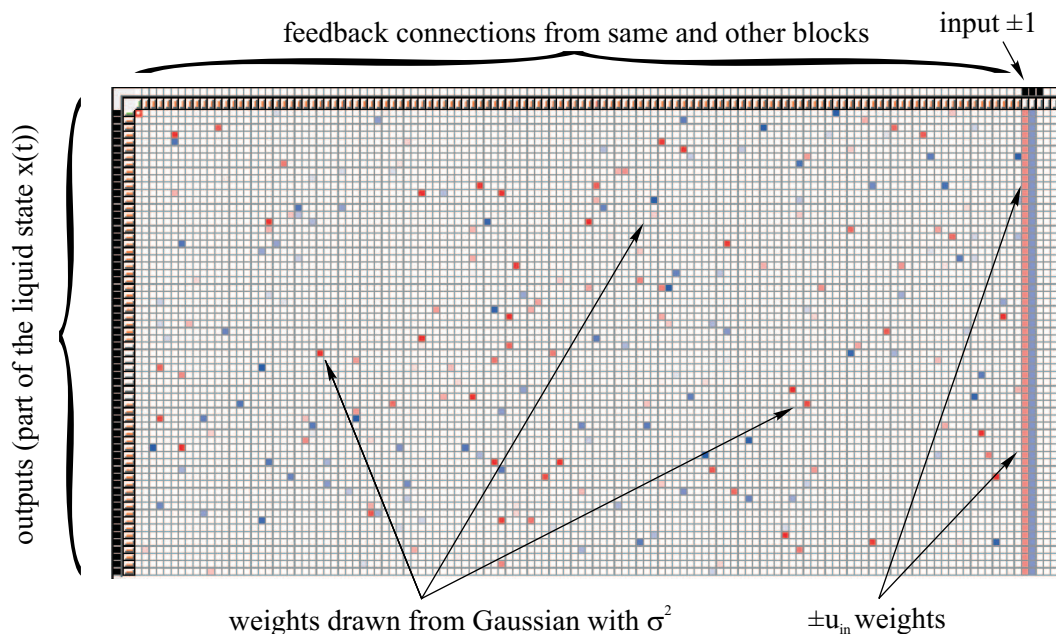 feedback connections from same and other blocks
input ±1
outputs (part of the liquid state x(t))
weights drawn from Gaussian with σ²
±u_in weights